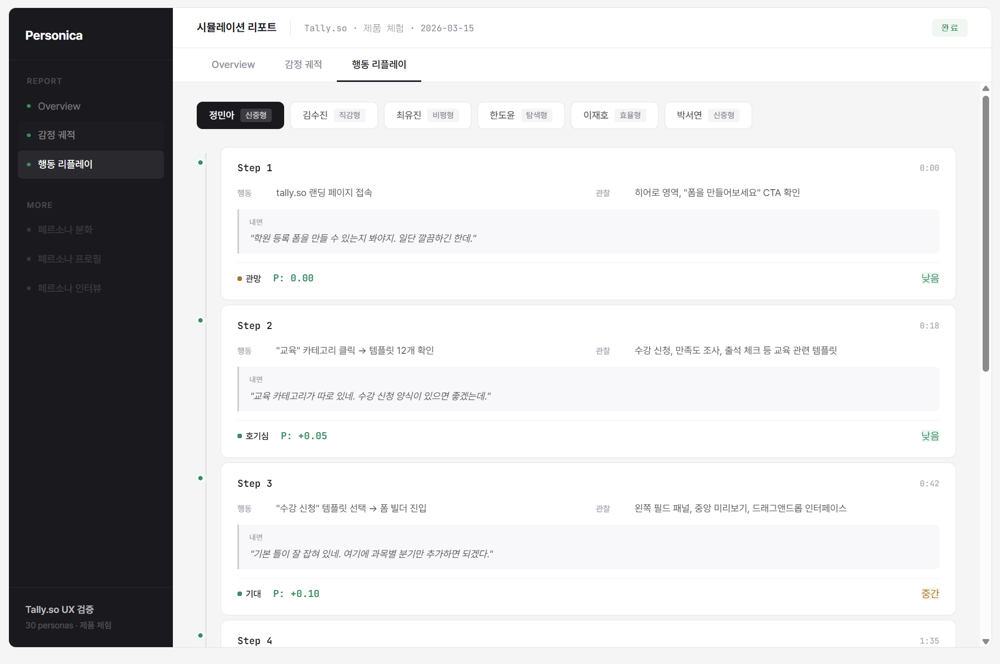 Personica
REPORT
Overview
감정 궤적
행동 리플레이
MORE
페르소나 분화
페르소나 프로필
페르소나 인터뷰
Tally.so UX 검증
30 personas · 제품 체험
시뮬레이션 리포트
Tally.so · 제품 체험 · 2026-03-15
완료
Overview 감정 궤적 행동 리플레이
정민아 신중형 김수진 직감형 최유진 비평형 한도윤 탐색형 이재호 효율형 박서연 신중형
Step 1 0:00
행동 tally.so 랜딩 페이지 접속 관찰 히어로 영역, "폼을 만들어보세요" CTA 확인
내면
"학원 등록 폼을 만들 수 있는지 봐야지. 일단 깔끔하긴 한데."
관망 P: 0.00 낮음
Step 2 0:18
행동 "교육" 카테고리 클릭 → 템플릿 12개 확인 관찰 수강 신청, 만족도 조사, 출석 체크 등 교육 관련 템플릿
내면
"교육 카테고리가 따로 있네. 수강 신청 양식이 있으면 좋겠는데."
호기심 P: +0.05 낮음
Step 3 0:42
행동 "수강 신청" 템플릿 선택 → 폼 빌더 진입 관찰 왼쪽 필드 패널, 중앙 미리보기, 드래그앤드롭 인터페이스
내면
"기본 틀이 잘 잡혀 있네. 여기에 과목별 분기만 추가하면 되겠다."
기대 P: +0.10 중간
Step 4 1:35